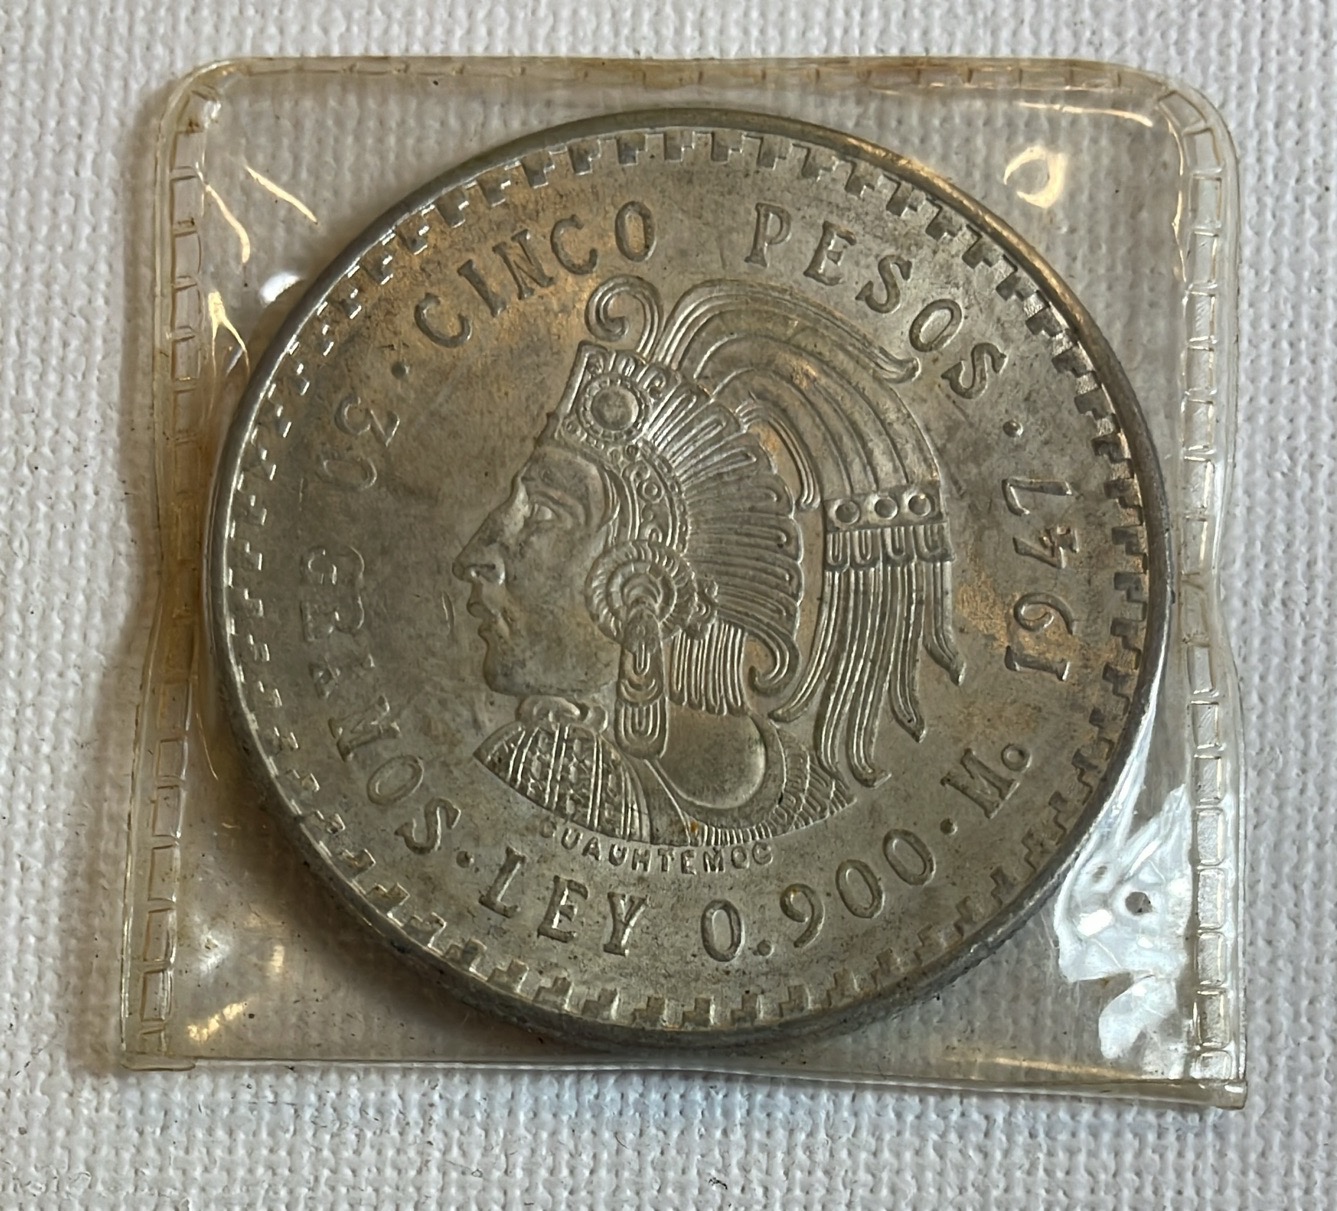 CINCO PESOS · 1947 · Mo · LEY 0.900 · 30 GRAMOS ·
CUAUHTEMOC